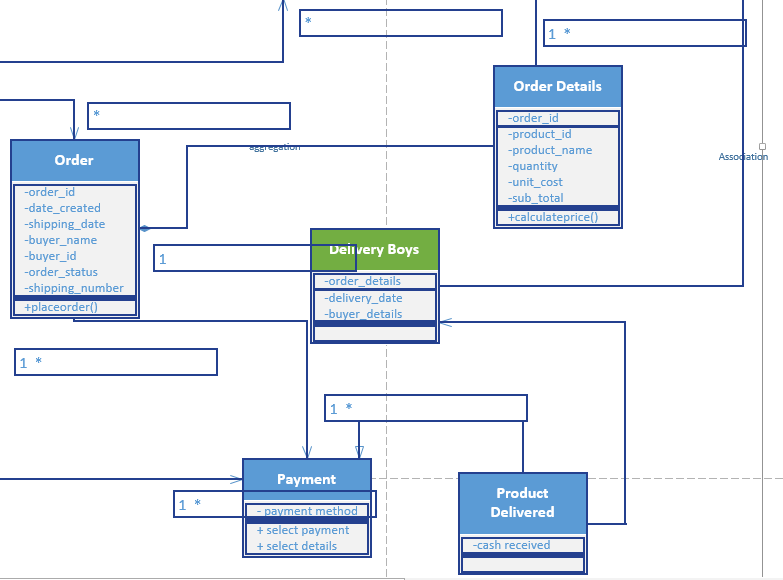 *
1 *
Order Details
-order_id
-product_id
-product_name
-quantity
-unit_cost
-sub_total
+calculateprice()
*
aggregation
Association
Order
-order_id
-date_created
-shipping_date
-buyer_name
-buyer_id
-order_status
-shipping_number
+placeorder()
1
Delivery Boys
-order_details
-delivery_date
-buyer_details
1 *
1 *
Payment
1 *
- payment method
+ select payment
+ select details
Product
Delivered
-cash received